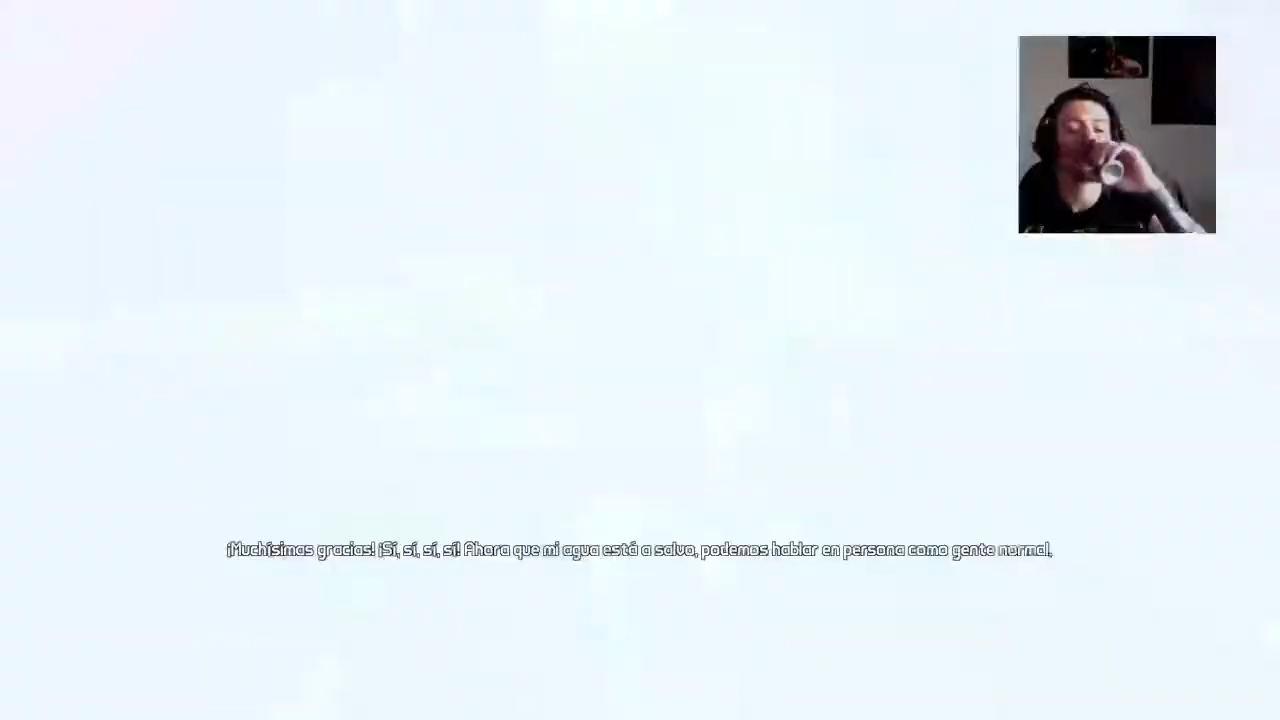 ¡Muchísimas gracias! ¡Sí, sí, sí, sí! Ahora que mi agua está a salvo, podemos hablar en persona como gente normal,